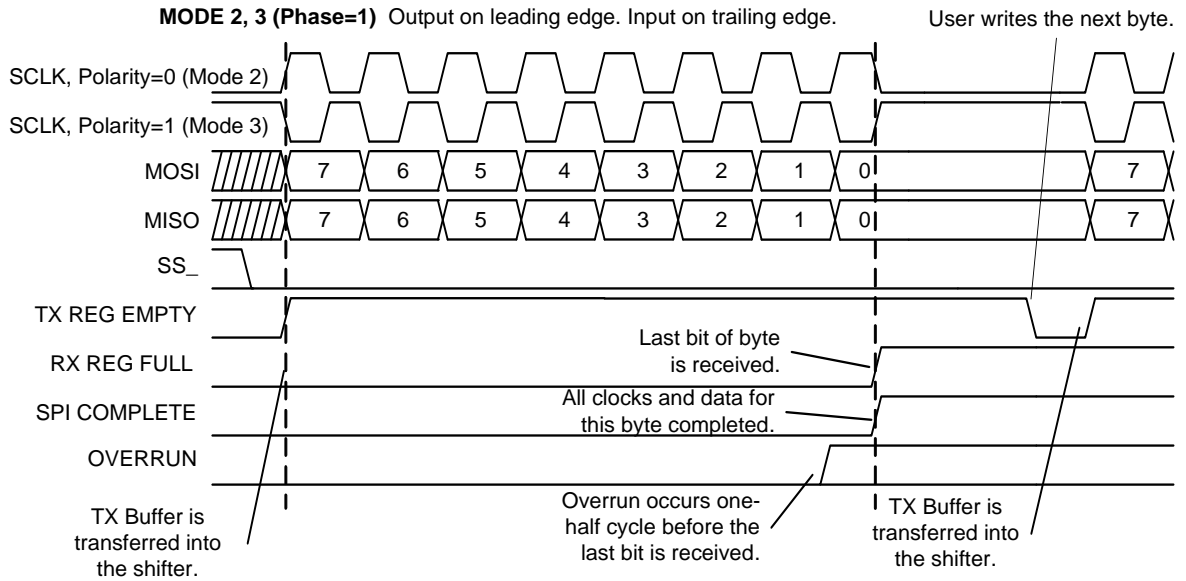 MODE 2, 3 (Phase=1) Output on leading edge. Input on trailing edge.
User writes the next byte.
SCLK, Polarity=0 (Mode 2)
SCLK, Polarity=1 (Mode 3)
MOSI 7 6 5 4 3 2 1 0 7
MISO 7 6 5 4 3 2 1 0 7
SS_
TX REG EMPTY
Last bit of byte
is received.
RX REG FULL
All clocks and data for
this byte completed.
SPI COMPLETE
OVERRUN
TX Buffer is
transferred into
the shifter.
Overrun occurs one-
half cycle before the
last bit is received.
TX Buffer is
transferred into
the shifter.